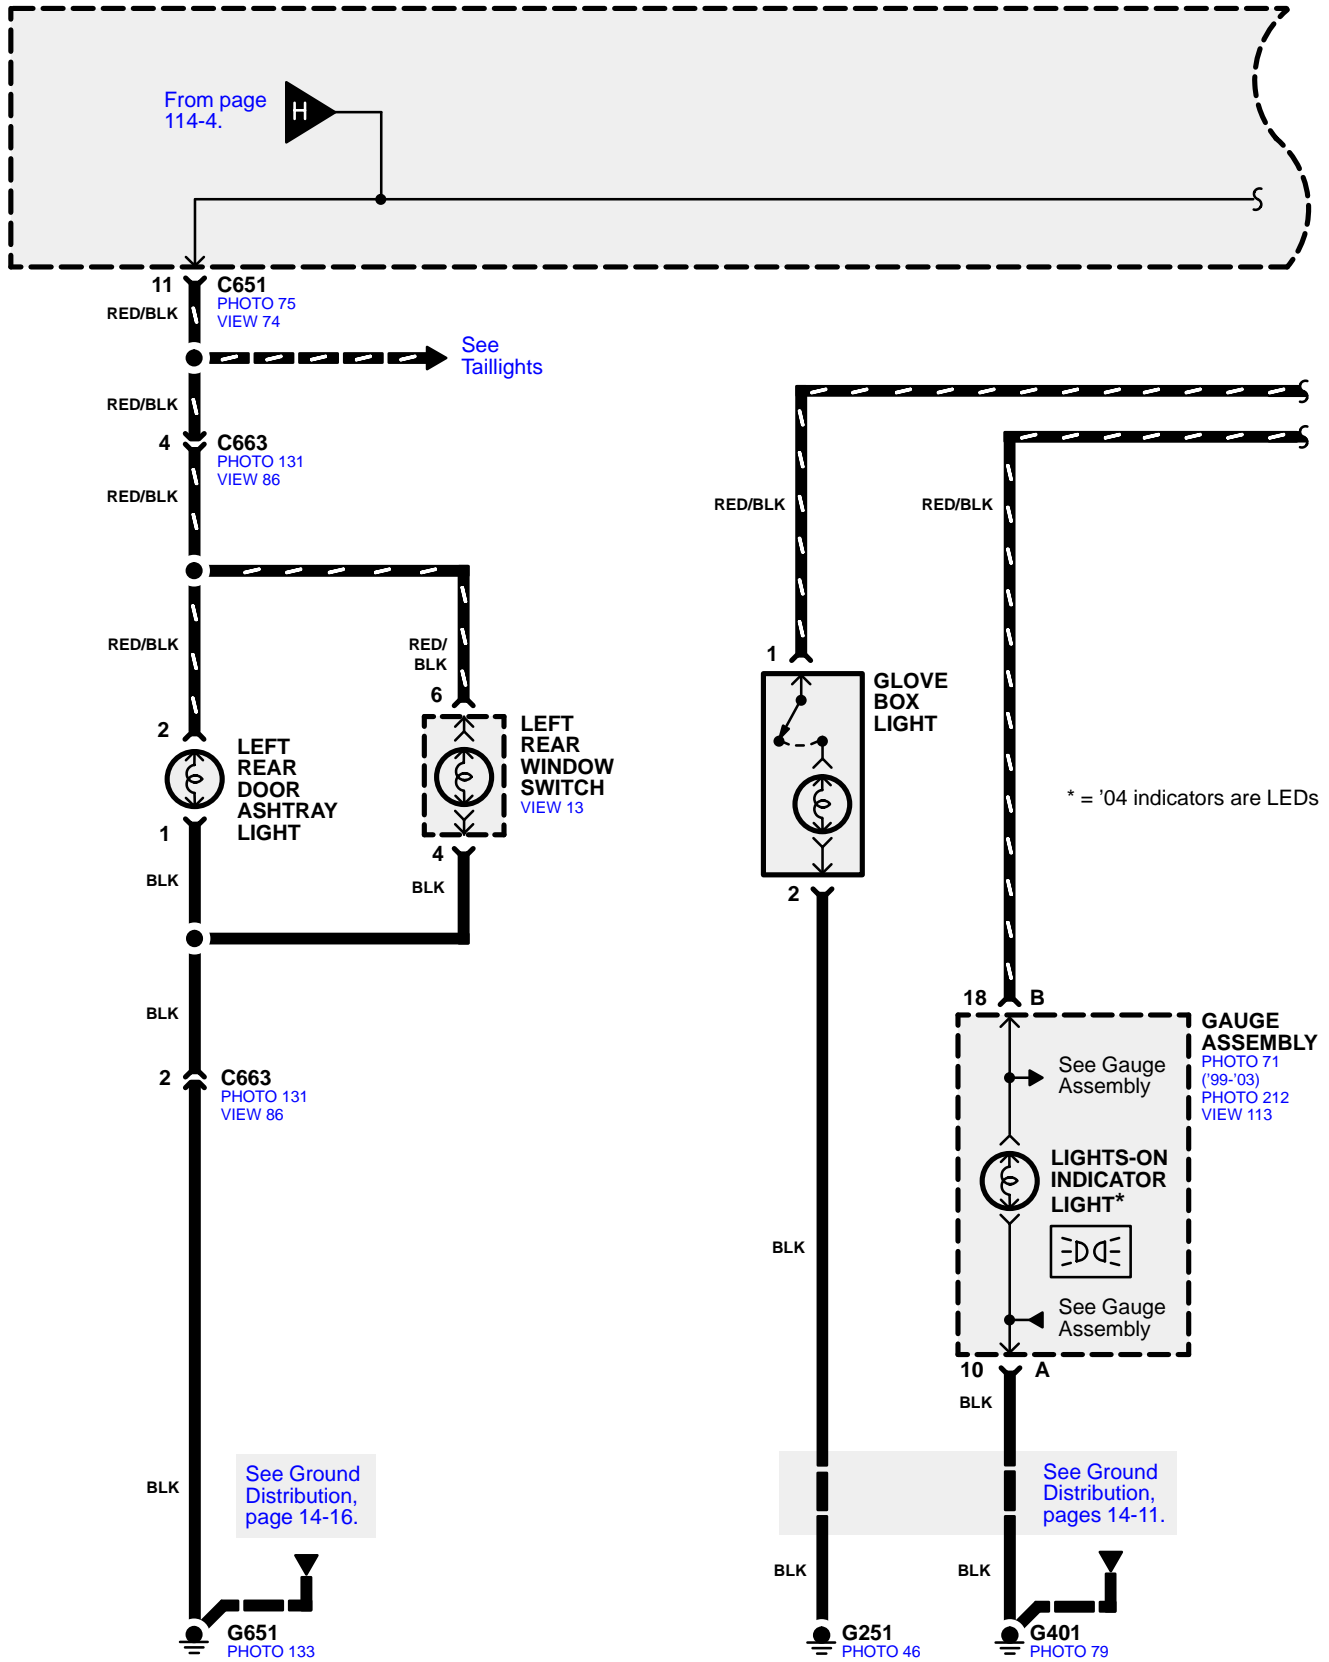 From page
114-4.
H
11
C651
PHOTO 75
VIEW 74
RED/BLK
See
Taillights
RED/BLK
4
C663
PHOTO 131
VIEW 86
RED/BLK
RED/BLK
RED/BLK
RED/BLK
RED/
BLK
1
6
2
GLOVE
BOX
LIGHT
LEFT
REAR
WINDOW
SWITCH
VIEW 13
LEFT
REAR
DOOR
ASHTRAY
LIGHT
* = '04 indicators are LEDs
1
4
BLK
BLK
2
18
B
BLK
GAUGE
ASSEMBLY
PHOTO 71
('99-'03)
PHOTO 212
VIEW 113
See Gauge
Assembly
2
C663
PHOTO 131
VIEW 86
LIGHTS-ON
INDICATOR
LIGHT*
BLK
See Gauge
Assembly
10
A
BLK
BLK
See Ground
Distribution,
page 14-16.
See Ground
Distribution,
pages 14-11.
BLK
BLK
G651
PHOTO 133
G251
PHOTO 46
G401
PHOTO 79